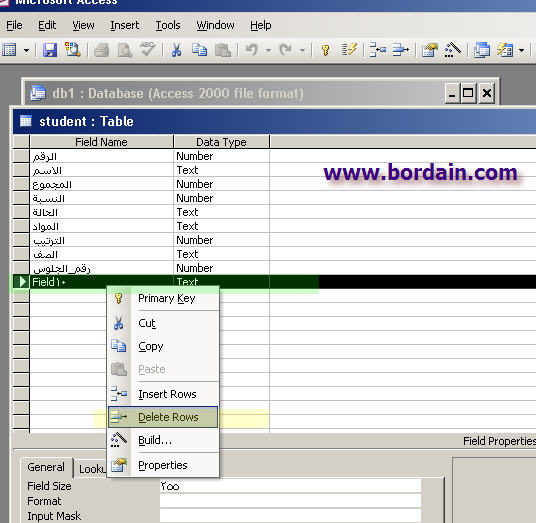 Microsoft Access
File Edit View Insert Tools Window Help
db1 : Database (Access 2000 file format)
student : Table
Field Name Data Type
الرقم Number
الاسم Text
المجموع Number
النسبة Number
الحالة Text
المواد Text
الترتيب Number
الصف Text
رقم_الجلوس Number
Field١٠ Text
www.bordain.com
Primary Key
Cut
Copy
Paste
Insert Rows
Delete Rows
Build...
Properties
Field Properties
General Looku
Field Size ٢٥٥
Format
Input Mask